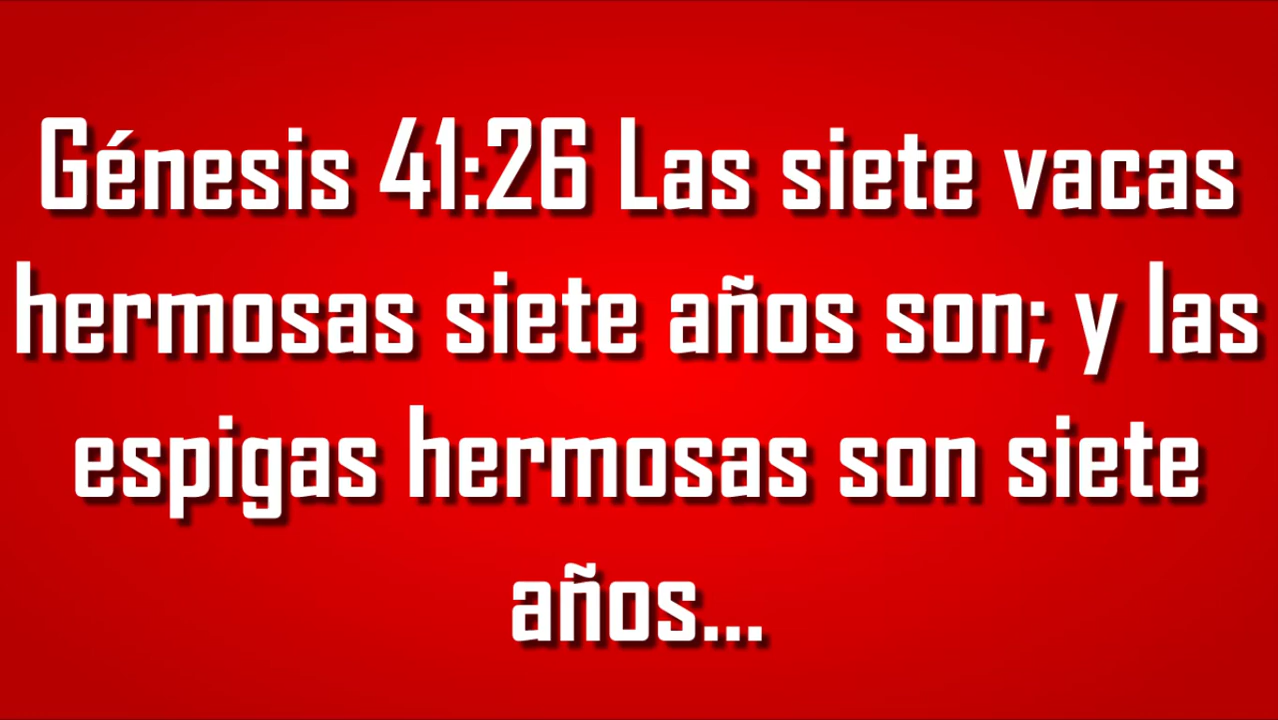 Génesis 41:26 Las siete vacas
hermosas siete años son; y las
espigas hermosas son siete
años...